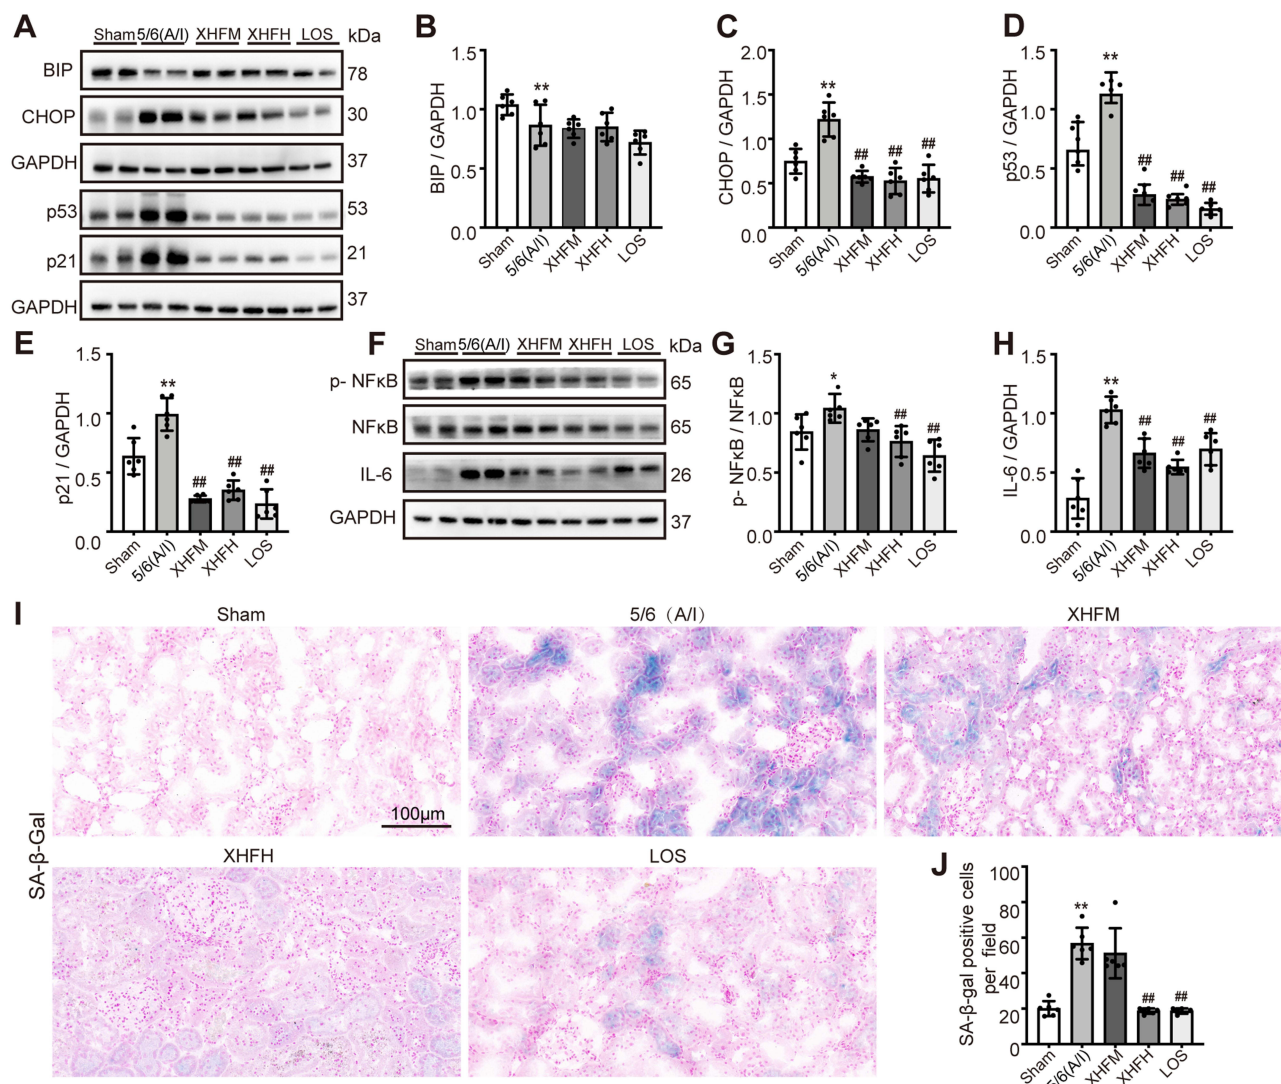 A
Sham 5/6(A/I) XHFM XHFH LOS kDa
BIP 78
CHOP 30
GAPDH 37
p53 53
p21 21
GAPDH 37
B
BIP / GAPDH
1.5
1.0
0.5
0.0
**
Sham 5/6(A/I) XHFM XHFH LOS
C
CHOP / GAPDH
2.0
1.5
1.0
0.5
0.0
** ## ## ##
Sham 5/6(A/I) XHFM XHFH LOS
D
p53 / GAPDH
1.5
1.0
0.5
0.0
** ## ## ##
Sham 5/6(A/I) XHFM XHFH LOS
E
p21 / GAPDH
1.5
1.0
0.5
0.0
** ## ## ##
Sham 5/6(A/I) XHFM XHFH LOS
F
Sham 5/6(A/I) XHFM XHFH LOS kDa
p- NFκB 65
NFκB 65
IL-6 26
GAPDH 37
G
p- NFκB / NFκB
1.5
1.0
0.5
0.0
* ## ##
Sham 5/6(A/I) XHFM XHFH LOS
H
IL-6 / GAPDH
1.5
1.0
0.5
0.0
** ## ## ##
Sham 5/6(A/I) XHFM XHFH LOS
I
Sham 5/6（A/I） XHFM
100μm
SA-β-Gal
XHFH LOS
J
SA-β-gal positive cells
per field
100
80
60
40
20
0
** ## ##
Sham 5/6(A/I) XHFM XHFH LOS